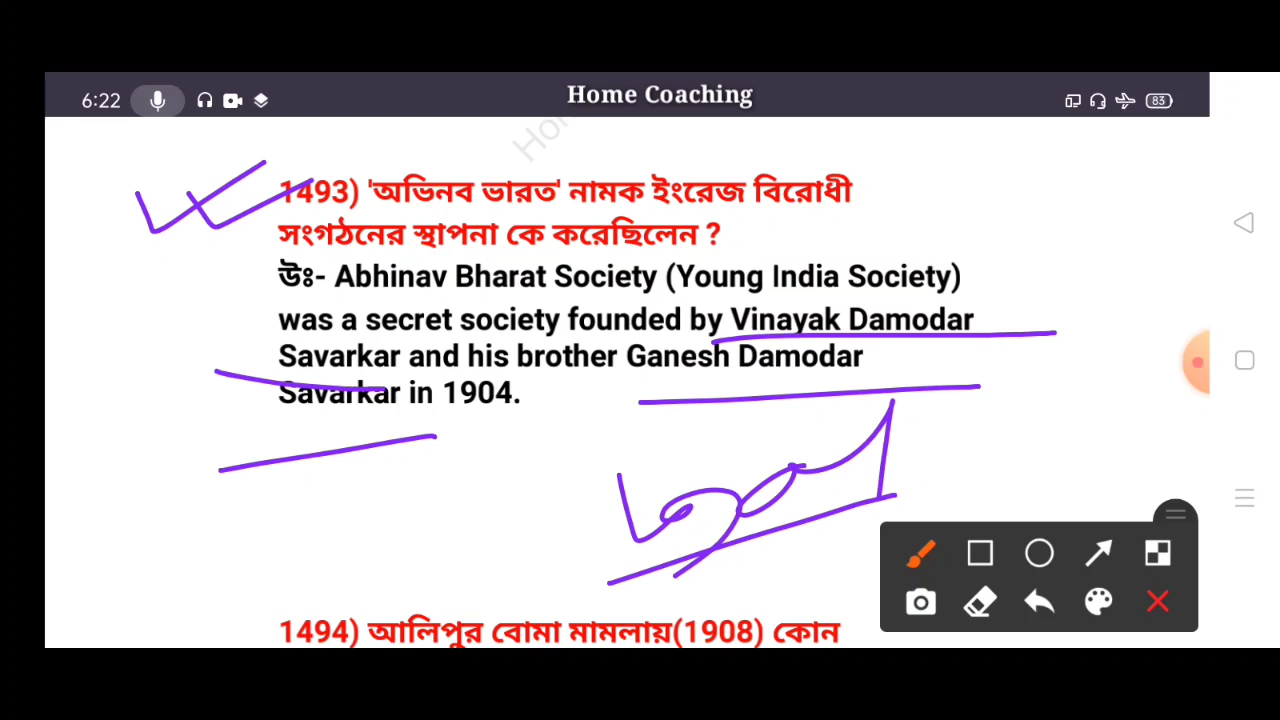 6:22
Home Coaching
83
Hom
1493) 'অভিনব ভারত' নামক ইংরেজ বিরোধী
সংগঠনের স্থাপনা কে করেছিলেন ?
উঃ- Abhinav Bharat Society (Young India Society)
was a secret society founded by Vinayak Damodar
Savarkar and his brother Ganesh Damodar
Savarkar in 1904.
1494) আলিপুর বোমা মামলায়(1908) কোন